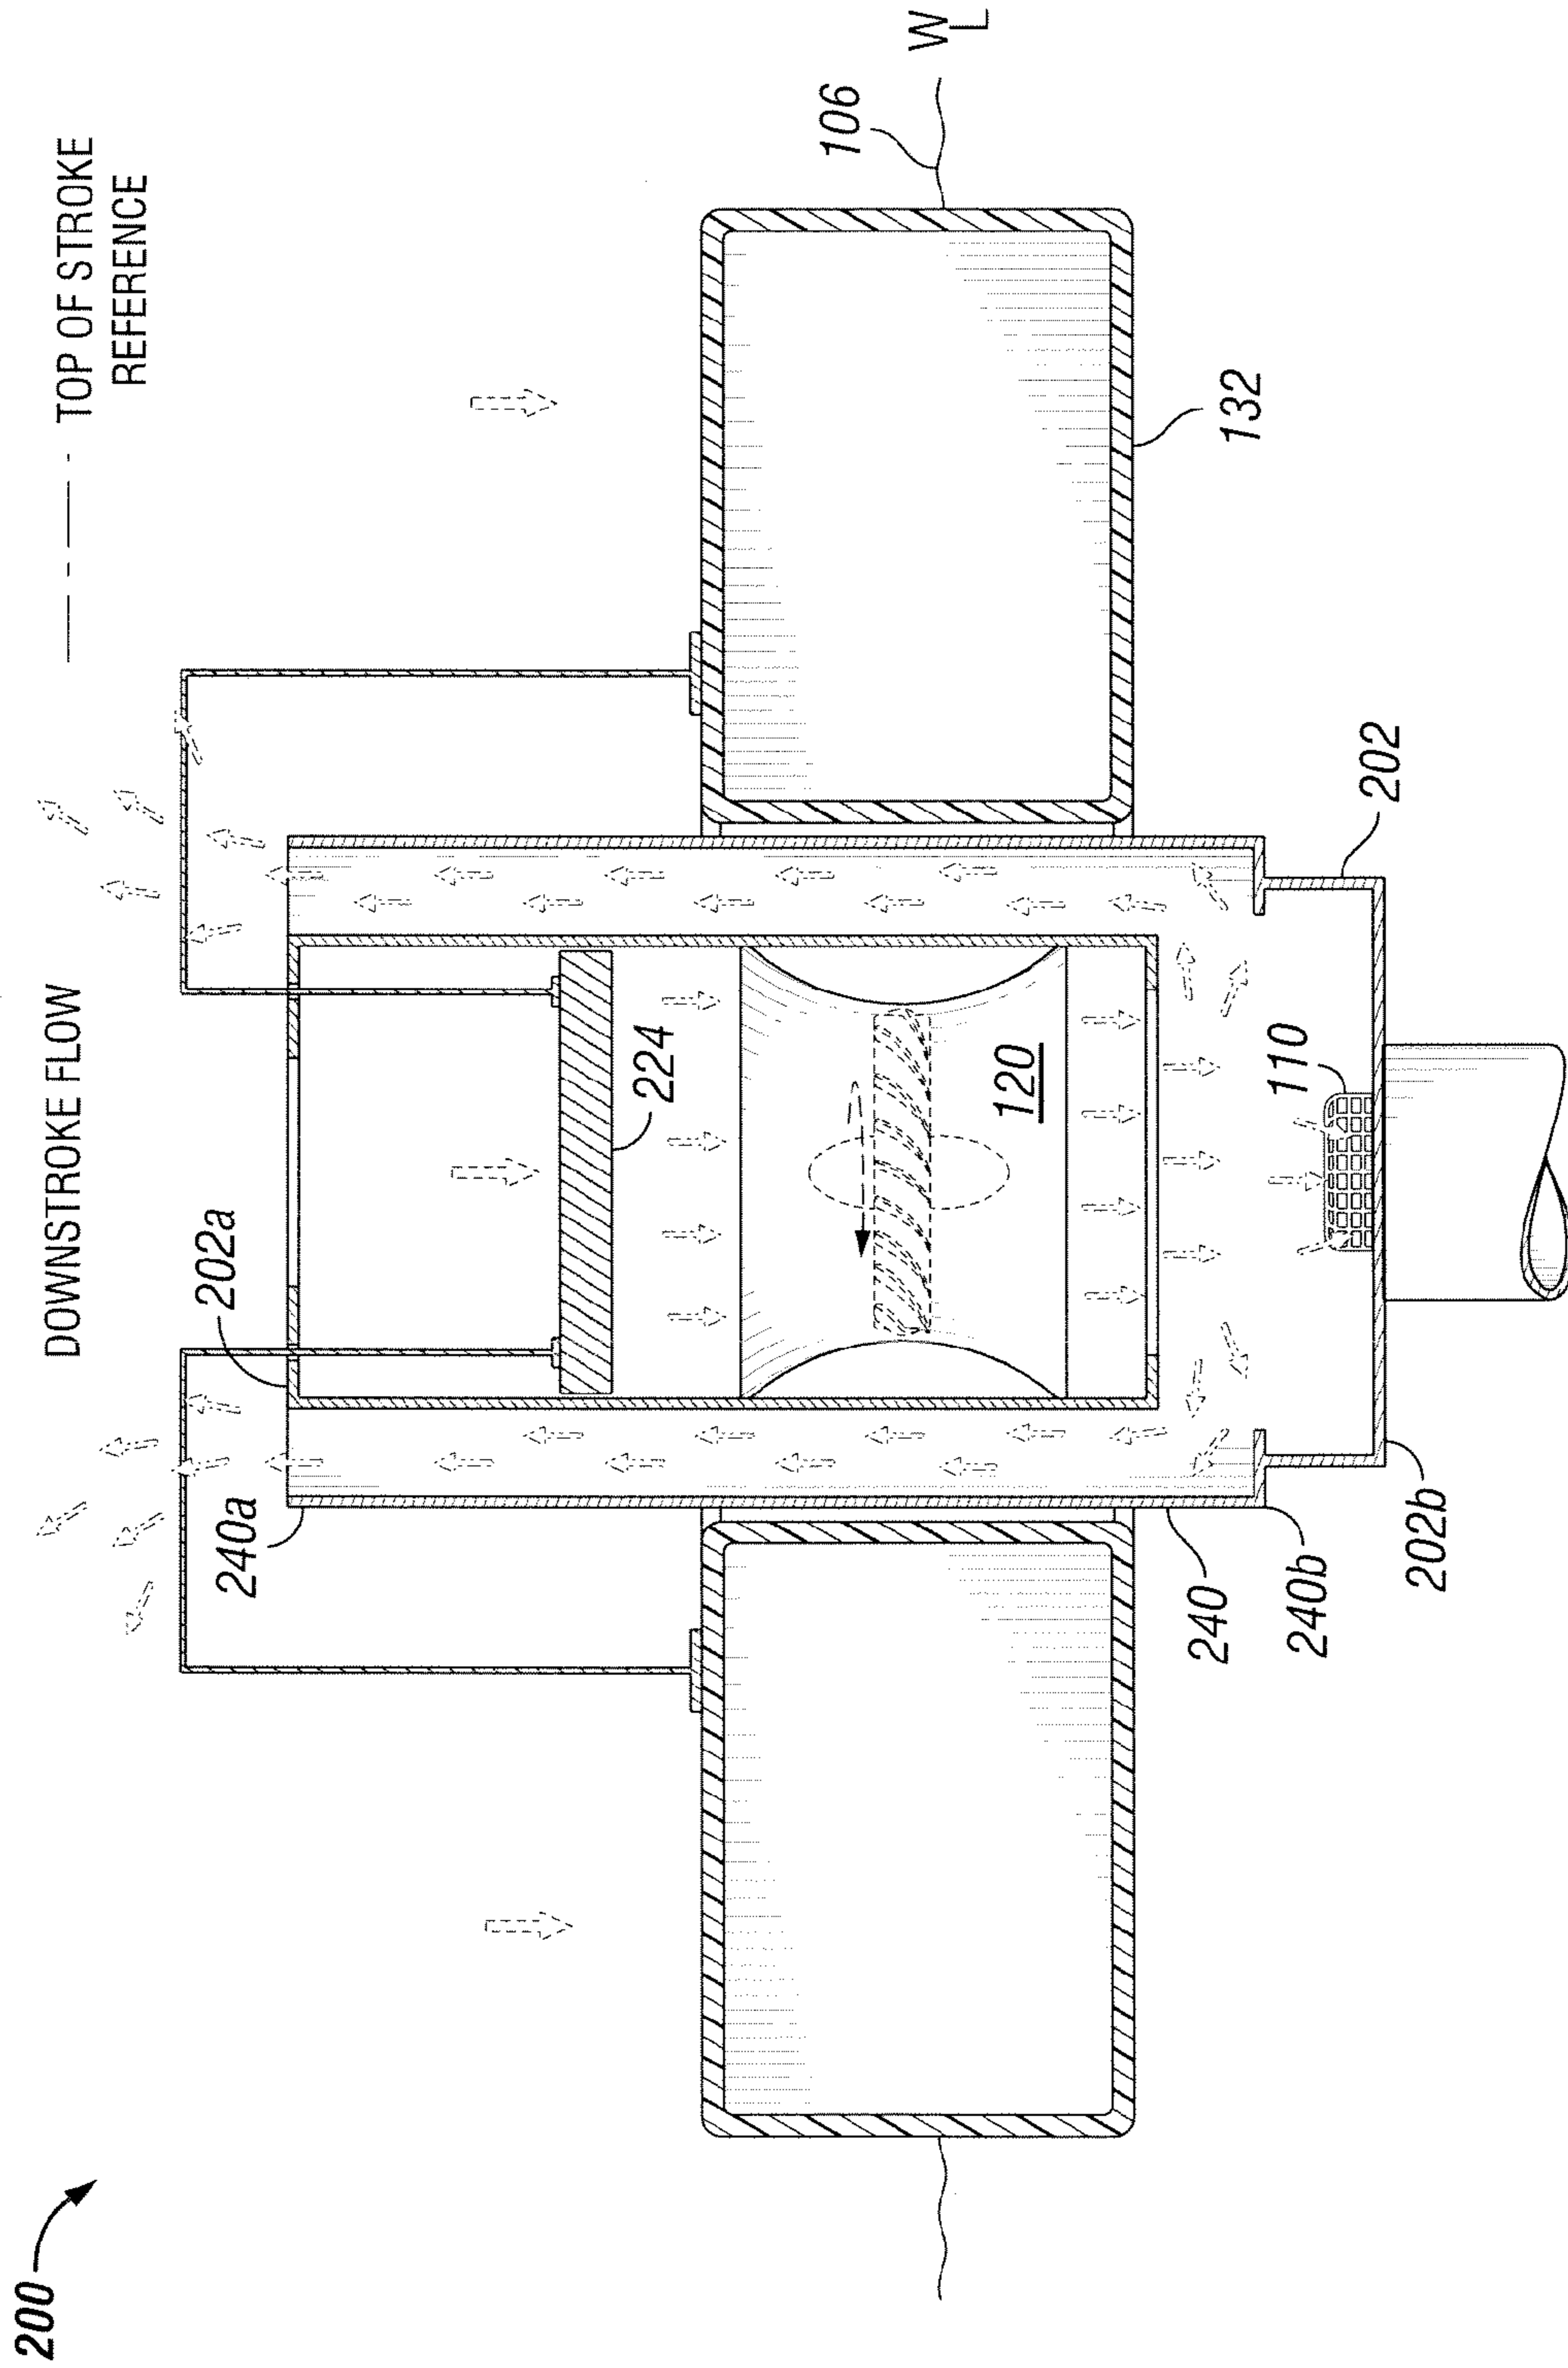 200
DOWNSTROKE FLOW
TOP OF STROKE
REFERENCE
202a
240a
224
120
106
W
L
132
110
202
240
240b
202b